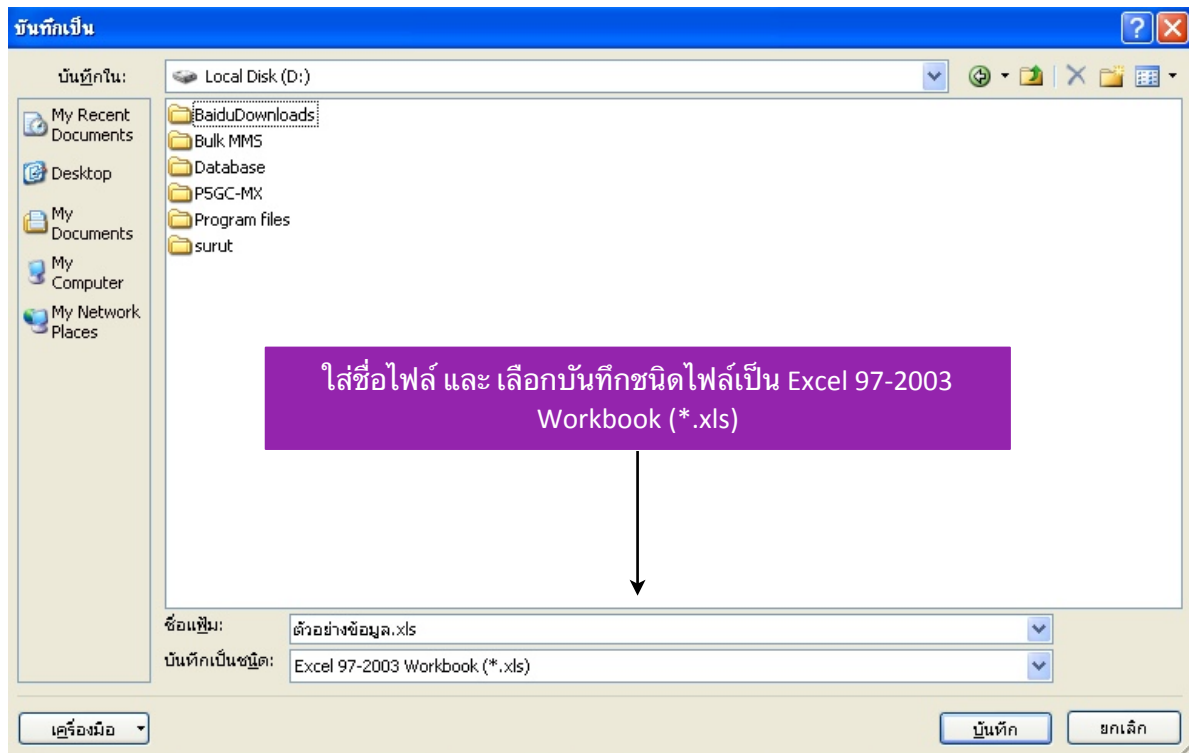 บันทึกเป็น
บันทึกใน:
Local Disk (D:)
My Recent
Documents
Desktop
My
Documents
My
Computer
My Network
Places
BaiduDownloads
Bulk MMS
Database
P5GC-MX
Program files
surut
ใส่ชื่อไฟล์ และ เลือกบันทึกชนิดไฟล์เป็น Excel 97-2003
Workbook (*.xls)
ชื่อแฟ้ม:
ตัวอย่างข้อมูล.xls
บันทึกเป็นชนิด:
Excel 97-2003 Workbook (*.xls)
เครื่องมือ
บันทึก
ยกเลิก